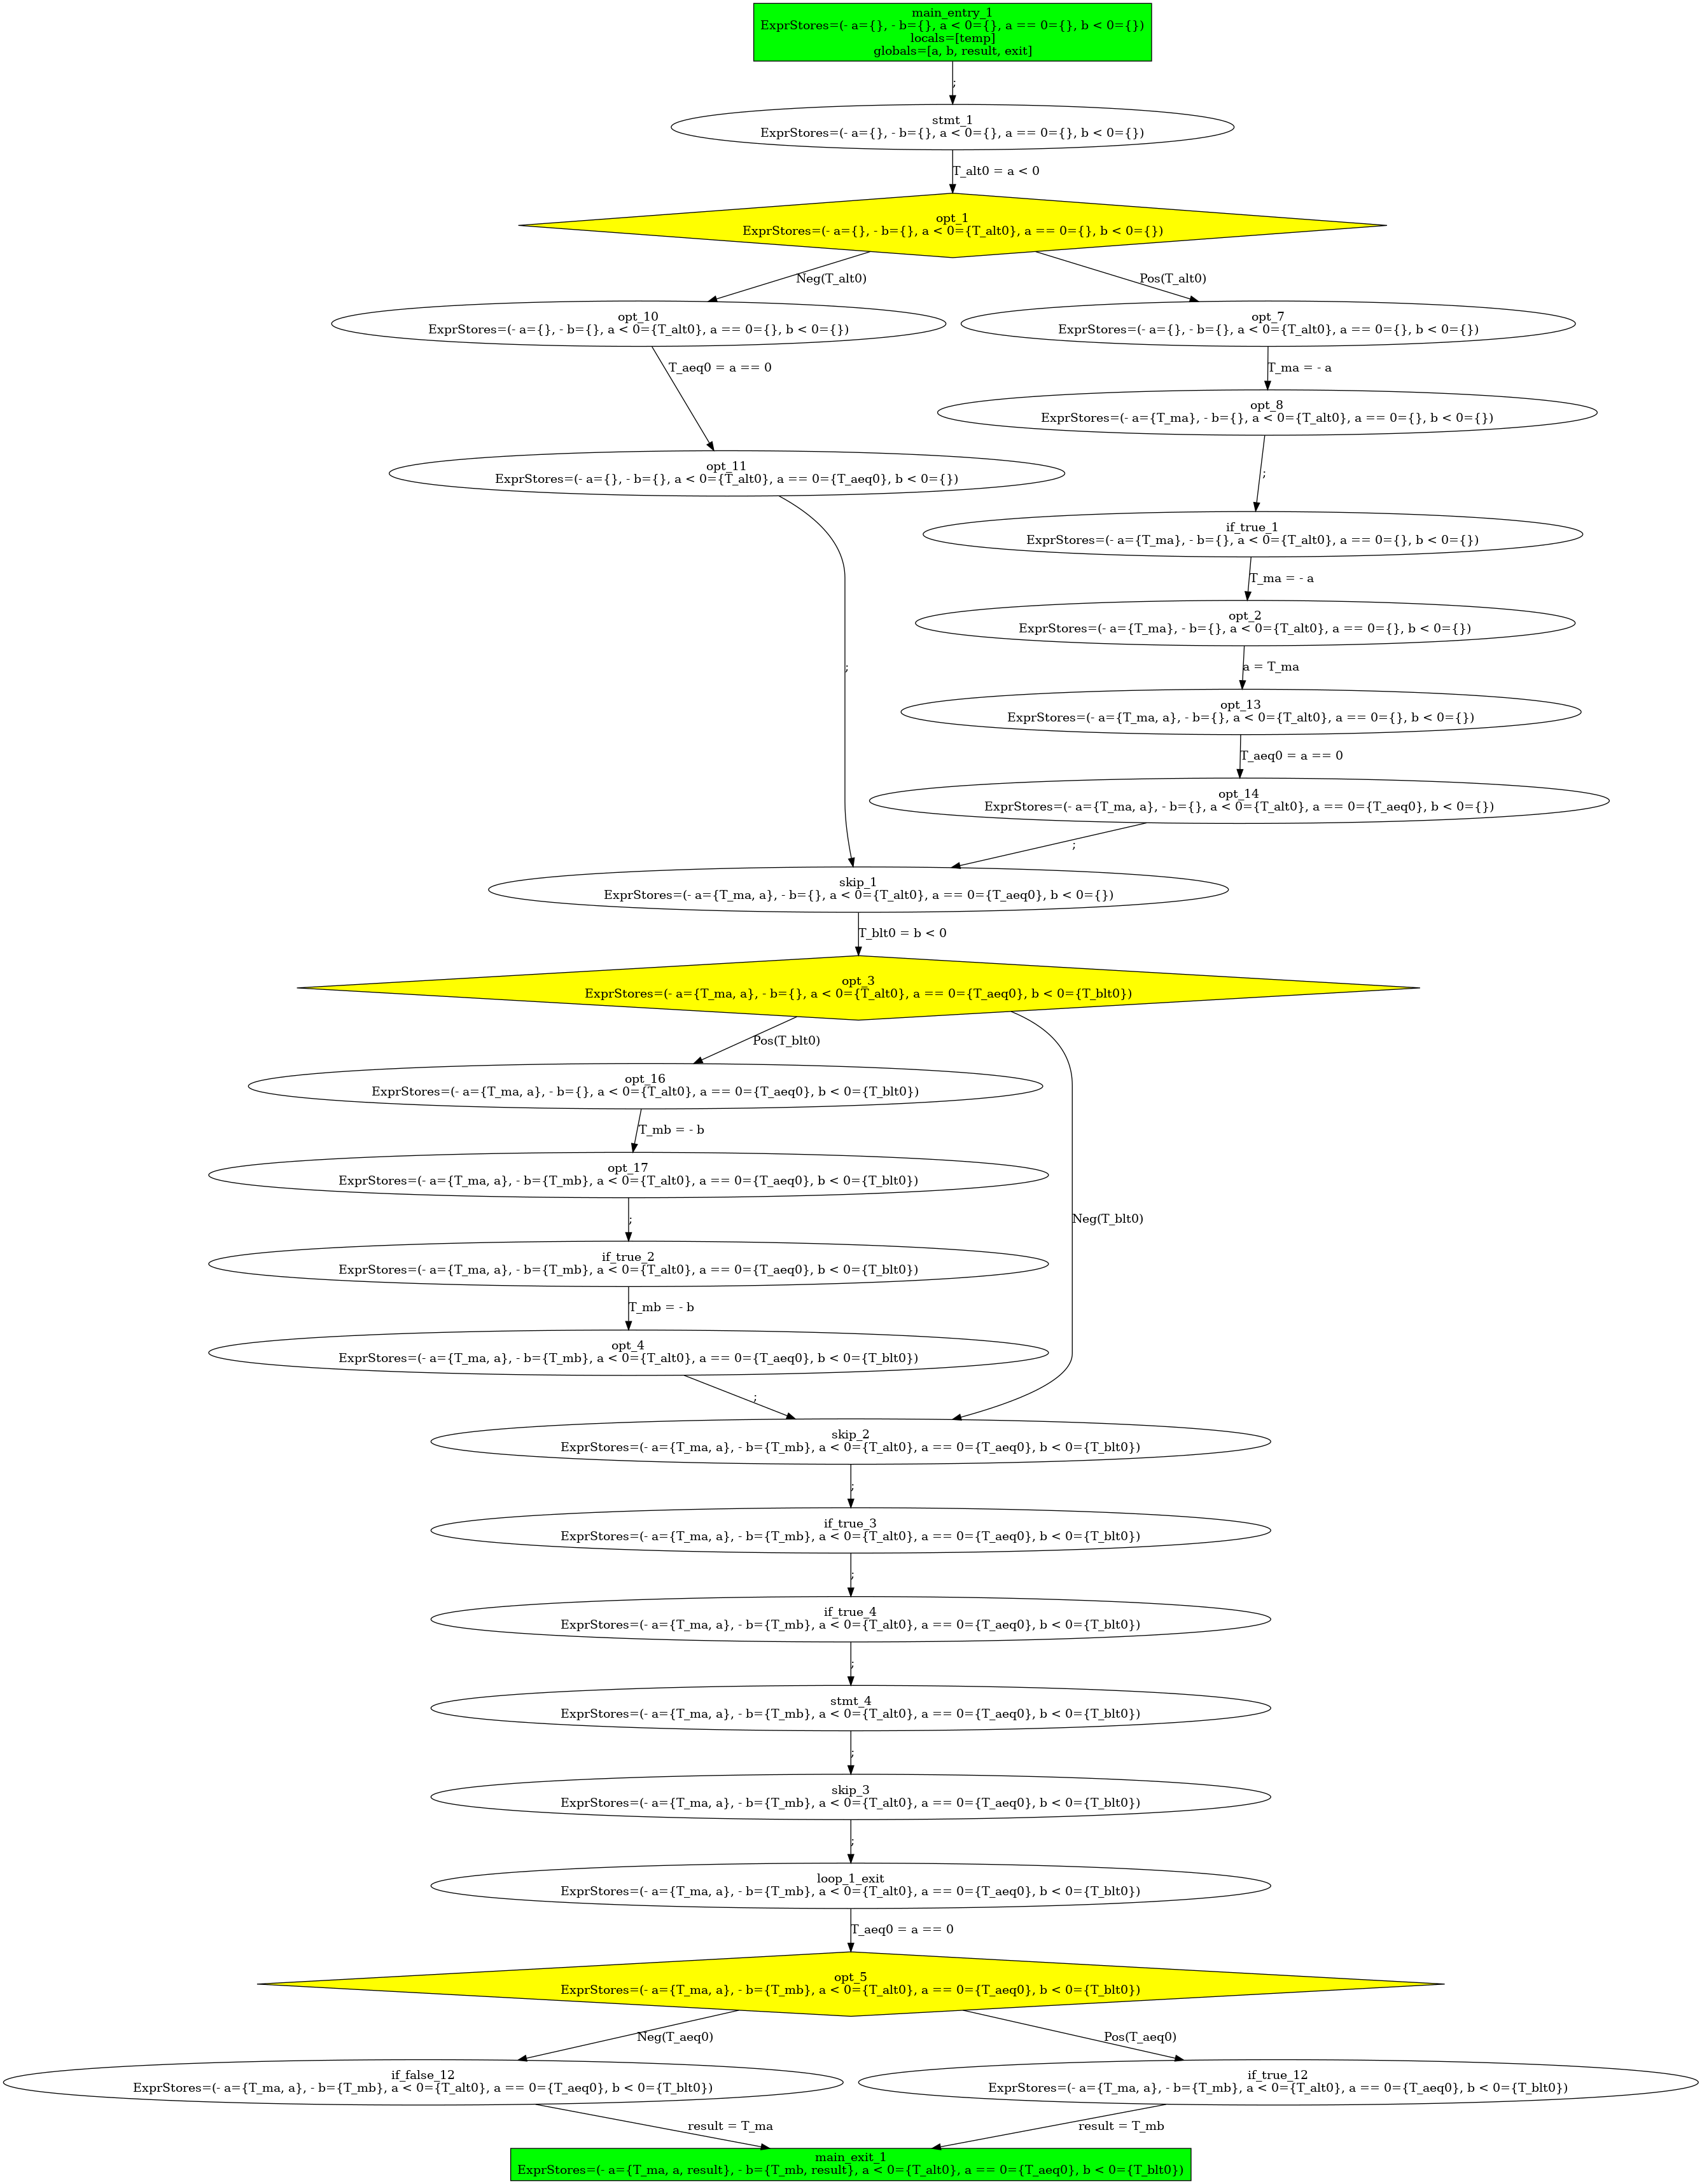 main_entry_1
ExprStores=(- a={}, - b={}, a < 0={}, a == 0={}, b < 0={})
locals=[temp]
globals=[a, b, result, exit]
;
stmt_1
ExprStores=(- a={}, - b={}, a < 0={}, a == 0={}, b < 0={})
T_alt0 = a < 0
opt_1
ExprStores=(- a={}, - b={}, a < 0={T_alt0}, a == 0={}, b < 0={})
Neg(T_alt0)
Pos(T_alt0)
opt_10
ExprStores=(- a={}, - b={}, a < 0={T_alt0}, a == 0={}, b < 0={})
opt_7
ExprStores=(- a={}, - b={}, a < 0={T_alt0}, a == 0={}, b < 0={})
T_aeq0 = a == 0
T_ma = - a
opt_8
ExprStores=(- a={T_ma}, - b={}, a < 0={T_alt0}, a == 0={}, b < 0={})
opt_11
ExprStores=(- a={}, - b={}, a < 0={T_alt0}, a == 0={T_aeq0}, b < 0={})
;
if_true_1
ExprStores=(- a={T_ma}, - b={}, a < 0={T_alt0}, a == 0={}, b < 0={})
T_ma = - a
opt_2
ExprStores=(- a={T_ma}, - b={}, a < 0={T_alt0}, a == 0={}, b < 0={})
;
a = T_ma
opt_13
ExprStores=(- a={T_ma, a}, - b={}, a < 0={T_alt0}, a == 0={}, b < 0={})
T_aeq0 = a == 0
opt_14
ExprStores=(- a={T_ma, a}, - b={}, a < 0={T_alt0}, a == 0={T_aeq0}, b < 0={})
;
skip_1
ExprStores=(- a={T_ma, a}, - b={}, a < 0={T_alt0}, a == 0={T_aeq0}, b < 0={})
T_blt0 = b < 0
opt_3
ExprStores=(- a={T_ma, a}, - b={}, a < 0={T_alt0}, a == 0={T_aeq0}, b < 0={T_blt0})
Pos(T_blt0)
opt_16
ExprStores=(- a={T_ma, a}, - b={}, a < 0={T_alt0}, a == 0={T_aeq0}, b < 0={T_blt0})
T_mb = - b
opt_17
ExprStores=(- a={T_ma, a}, - b={T_mb}, a < 0={T_alt0}, a == 0={T_aeq0}, b < 0={T_blt0})
;
Neg(T_blt0)
if_true_2
ExprStores=(- a={T_ma, a}, - b={T_mb}, a < 0={T_alt0}, a == 0={T_aeq0}, b < 0={T_blt0})
T_mb = - b
opt_4
ExprStores=(- a={T_ma, a}, - b={T_mb}, a < 0={T_alt0}, a == 0={T_aeq0}, b < 0={T_blt0})
;
skip_2
ExprStores=(- a={T_ma, a}, - b={T_mb}, a < 0={T_alt0}, a == 0={T_aeq0}, b < 0={T_blt0})
;
if_true_3
ExprStores=(- a={T_ma, a}, - b={T_mb}, a < 0={T_alt0}, a == 0={T_aeq0}, b < 0={T_blt0})
;
if_true_4
ExprStores=(- a={T_ma, a}, - b={T_mb}, a < 0={T_alt0}, a == 0={T_aeq0}, b < 0={T_blt0})
;
stmt_4
ExprStores=(- a={T_ma, a}, - b={T_mb}, a < 0={T_alt0}, a == 0={T_aeq0}, b < 0={T_blt0})
;
skip_3
ExprStores=(- a={T_ma, a}, - b={T_mb}, a < 0={T_alt0}, a == 0={T_aeq0}, b < 0={T_blt0})
;
loop_1_exit
ExprStores=(- a={T_ma, a}, - b={T_mb}, a < 0={T_alt0}, a == 0={T_aeq0}, b < 0={T_blt0})
T_aeq0 = a == 0
opt_5
ExprStores=(- a={T_ma, a}, - b={T_mb}, a < 0={T_alt0}, a == 0={T_aeq0}, b < 0={T_blt0})
Neg(T_aeq0)
Pos(T_aeq0)
if_false_12
ExprStores=(- a={T_ma, a}, - b={T_mb}, a < 0={T_alt0}, a == 0={T_aeq0}, b < 0={T_blt0})
if_true_12
ExprStores=(- a={T_ma, a}, - b={T_mb}, a < 0={T_alt0}, a == 0={T_aeq0}, b < 0={T_blt0})
result = T_ma
result = T_mb
main_exit_1
ExprStores=(- a={T_ma, a, result}, - b={T_mb, result}, a < 0={T_alt0}, a == 0={T_aeq0}, b < 0={T_blt0})